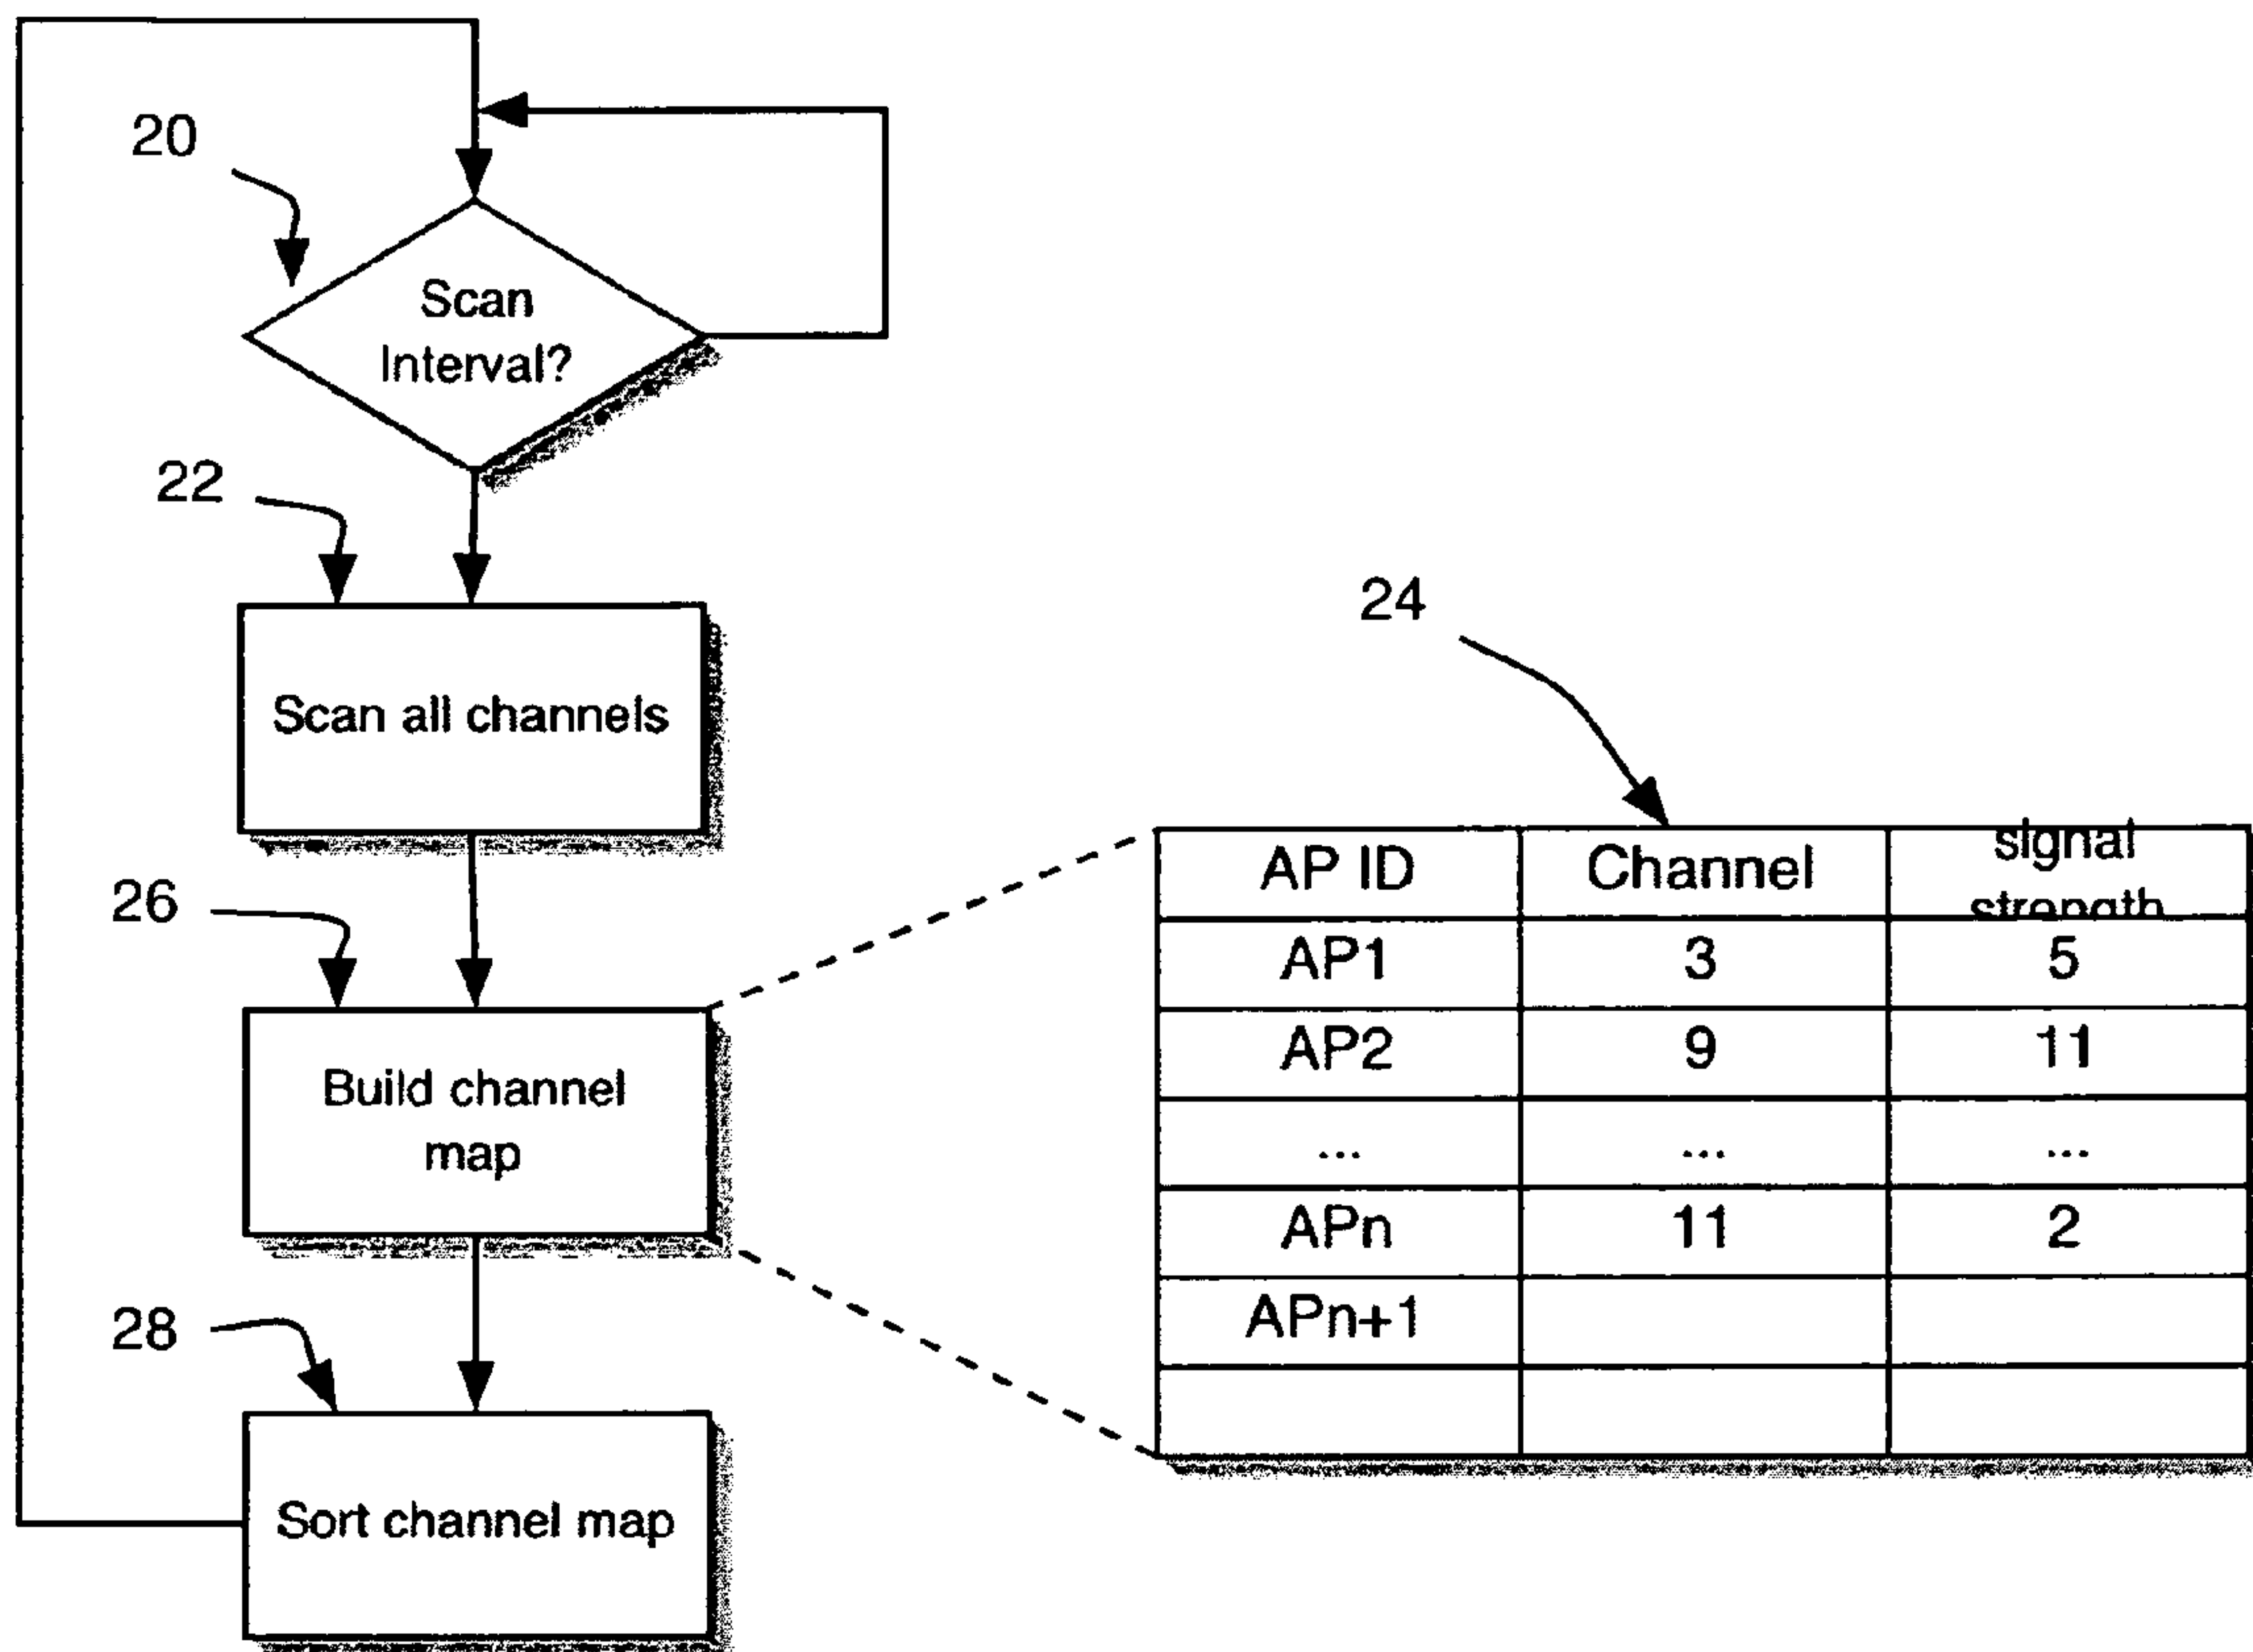 20
Scan
Interval?
22
Scan all channels
24
26
Build channel
map
28
Sort channel map
AP ID Channel signal strength
AP1 3 5
AP2 9 11
... ... ...
APn 11 2
APn+1